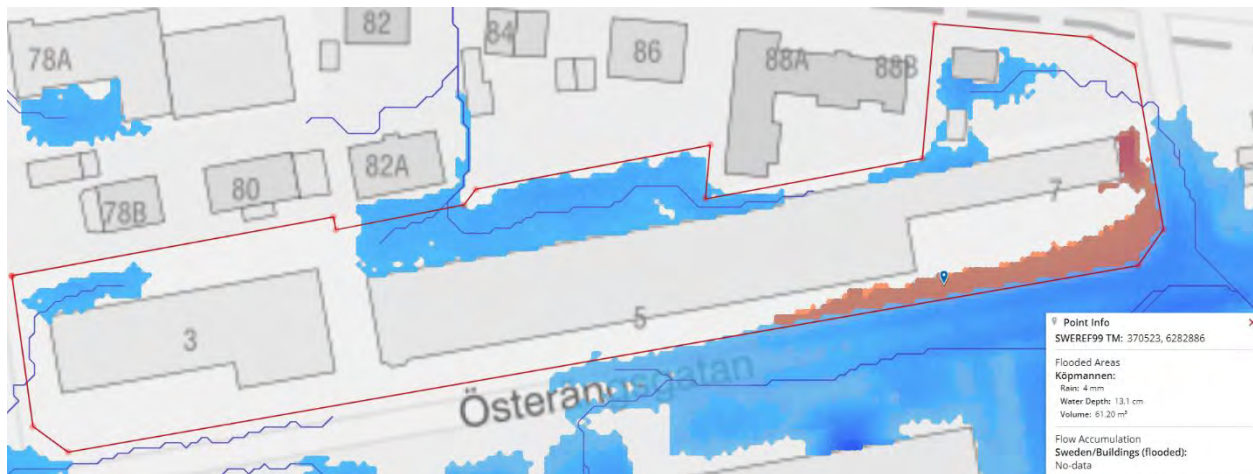 82
84
86
78A
88A
88B
82A
80
78B
7
3
5
Österängsgatan
Point Info
SWEREF99 TM: 370523, 6282886
Flooded Areas
Köpmannen:
Rain: 4 mm
Water Depth: 13.1 cm
Volume: 61.20 m³
Flow Accumulation
Sweden/Buildings (flooded):
No-data